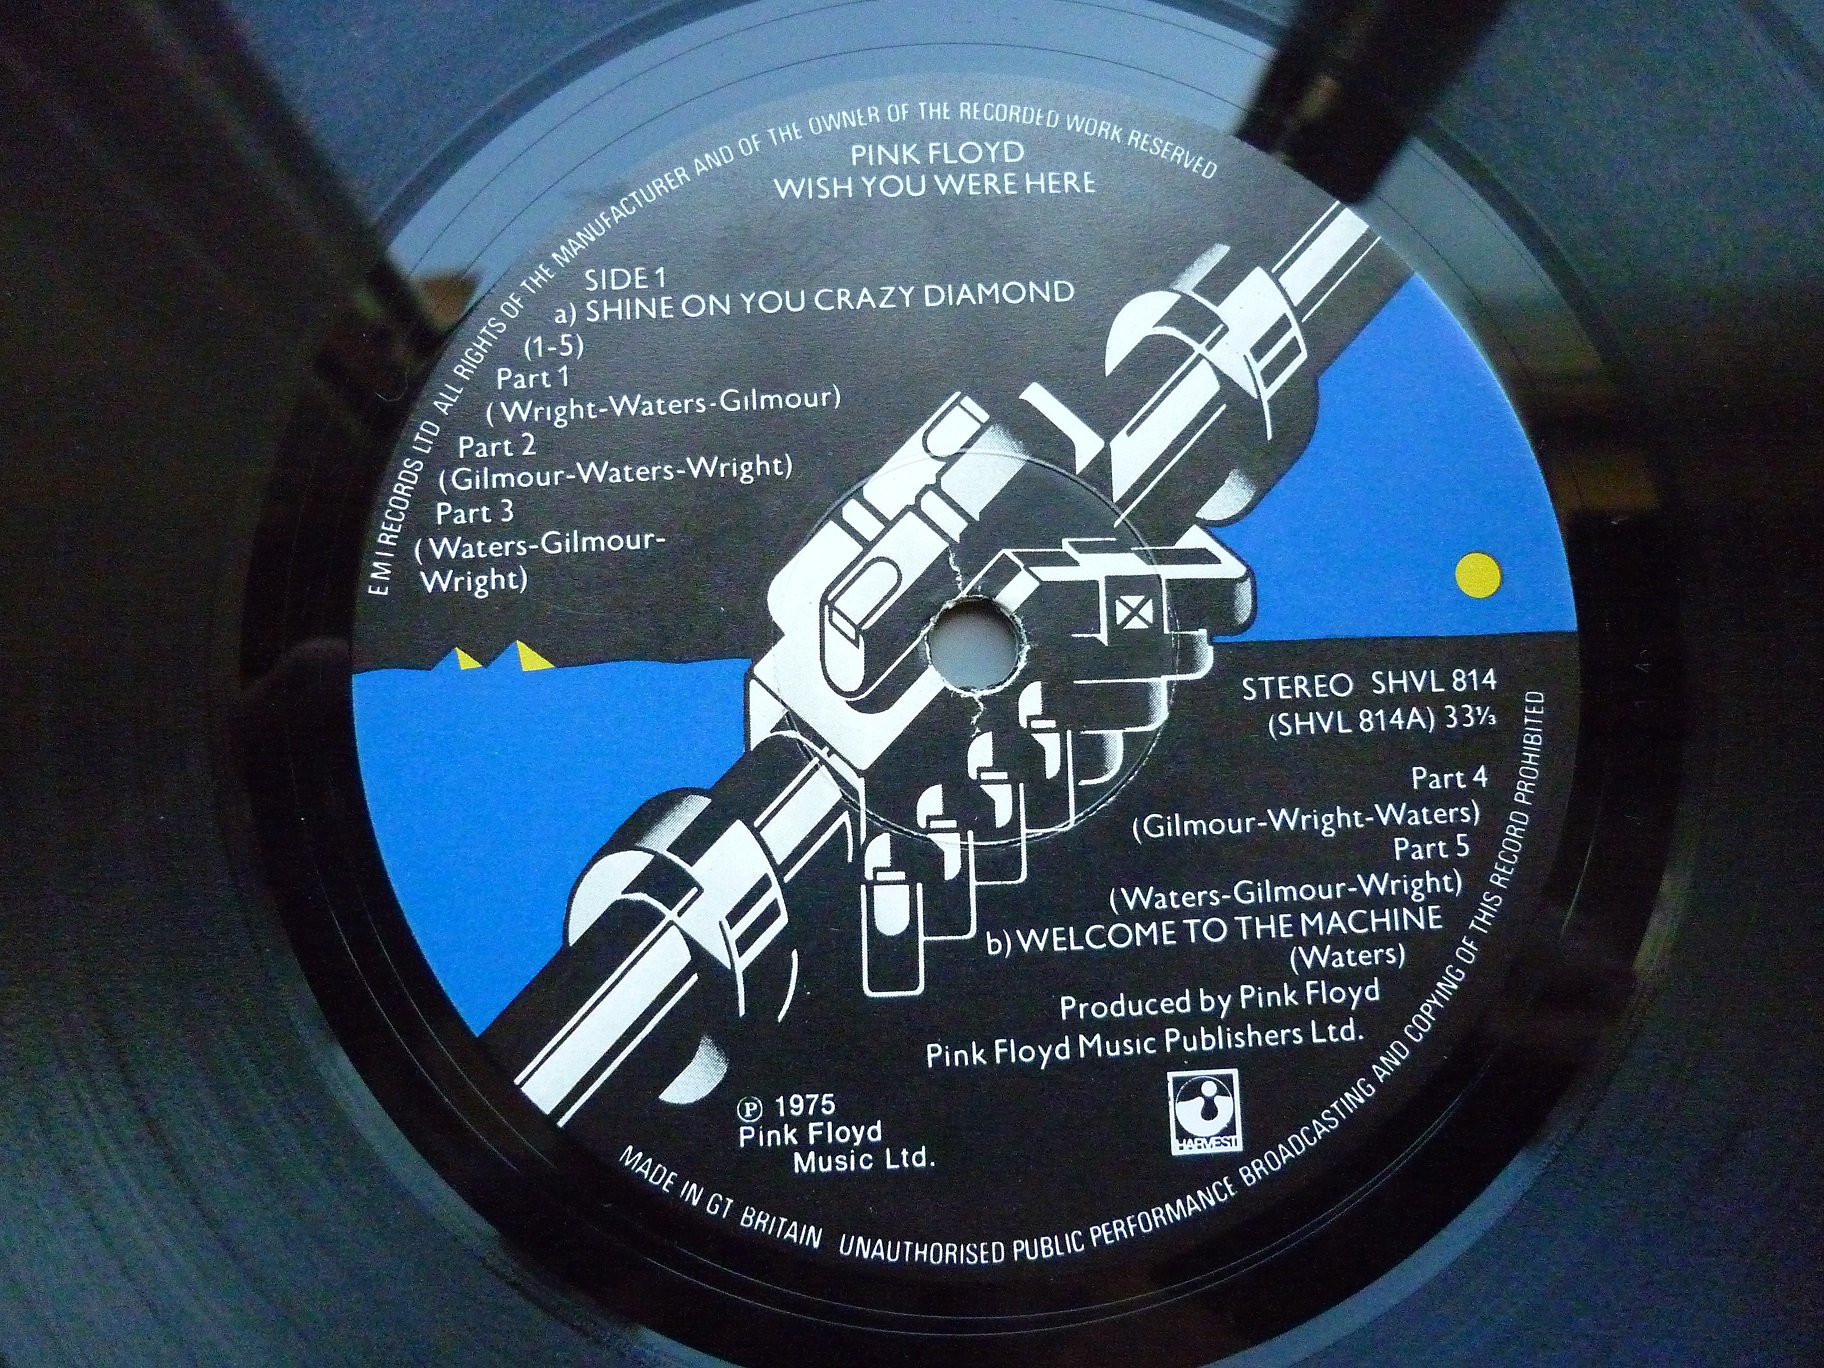 EMI RECORDS LTD ALL RIGHTS OF THE MANUFACTURER AND OF THE OWNER OF THE RECORDED WORK RESERVED
PINK FLOYD
WISH YOU WERE HERE
SIDE 1
a) SHINE ON YOU CRAZY DIAMOND
(1-5)
Part 1
(Wright-Waters-Gilmour)
Part 2
(Gilmour-Waters-Wright)
Part 3
(Waters-Gilmour-
Wright)
STEREO SHVL 814
(SHVL 814A) 33⅓
Part 4
(Gilmour-Wright-Waters)
Part 5
(Waters-Gilmour-Wright)
b) WELCOME TO THE MACHINE
(Waters)
Produced by Pink Floyd
Pink Floyd Music Publishers Ltd.
℗ 1975
Pink Floyd
Music Ltd.
HARVEST
MADE IN GT BRITAIN UNAUTHORISED PUBLIC PERFORMANCE BROADCASTING AND COPYING OF THIS RECORD PROHIBITED